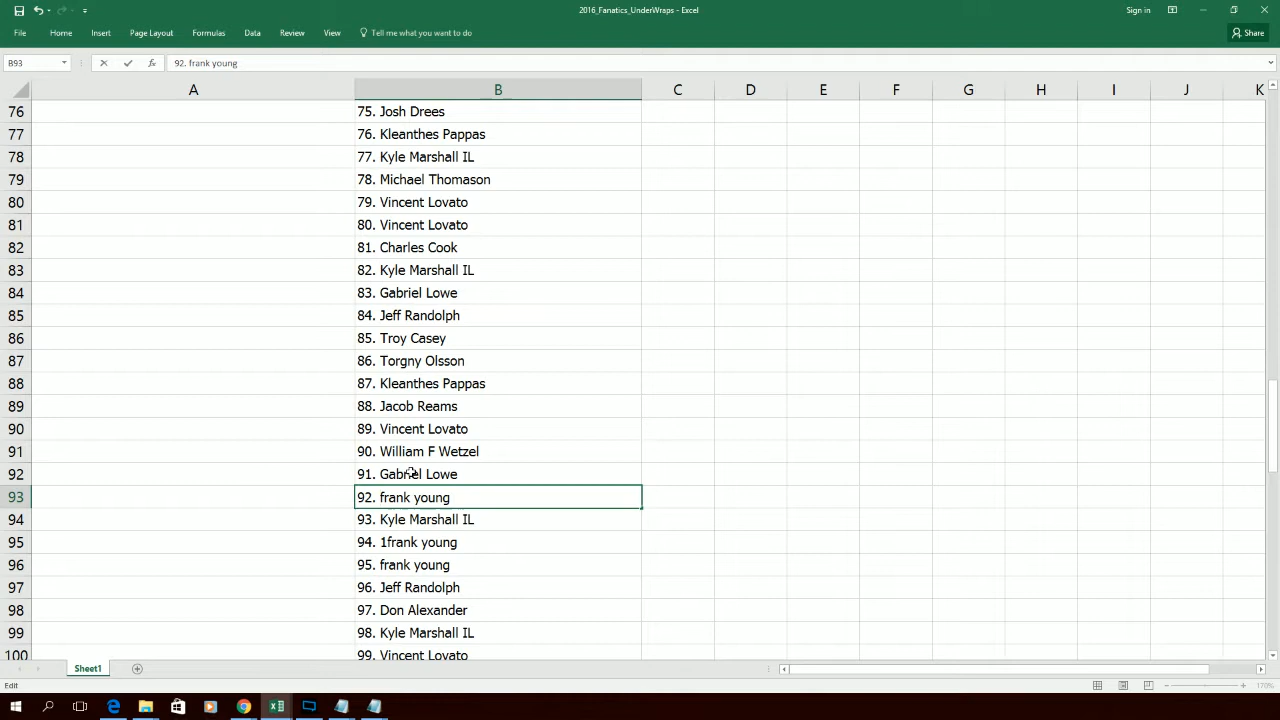 2016_Fanatics_UnderWraps - Excel
Sign in
File Home Insert Page Layout Formulas Data Review View Tell me what you want to do
Share
B93 fx 92. frank young
A B C D E F G H I J K
76 75. Josh Drees
77 76. Kleanthes Pappas
78 77. Kyle Marshall IL
79 78. Michael Thomason
80 79. Vincent Lovato
81 80. Vincent Lovato
82 81. Charles Cook
83 82. Kyle Marshall IL
84 83. Gabriel Lowe
85 84. Jeff Randolph
86 85. Troy Casey
87 86. Torgny Olsson
88 87. Kleanthes Pappas
89 88. Jacob Reams
90 89. Vincent Lovato
91 90. William F Wetzel
92 91. Gabriel Lowe
93 92. frank young
94 93. Kyle Marshall IL
95 94. 1frank young
96 95. frank young
97 96. Jeff Randolph
98 97. Don Alexander
99 98. Kyle Marshall IL
100 99. Vincent Lovato
Sheet1
Edit
170%